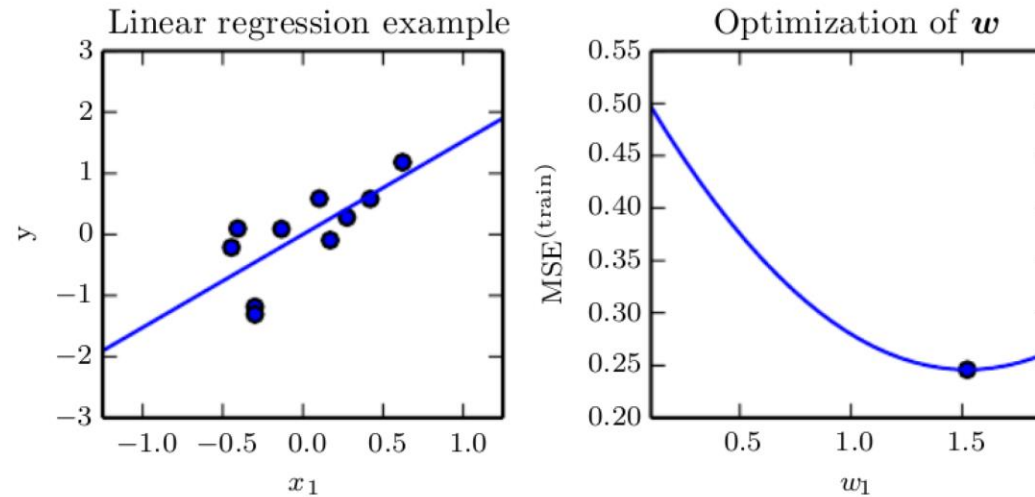 Linear regression example
3
2
1
0
−1
−2
−3
y
−1.0 −0.5 0.0 0.5 1.0
x₁
Optimization of w
0.55
0.50
0.45
0.40
0.35
0.30
0.25
0.20
MSE⁽ᵗʳᵃⁱⁿ⁾
0.5 1.0 1.5
w₁